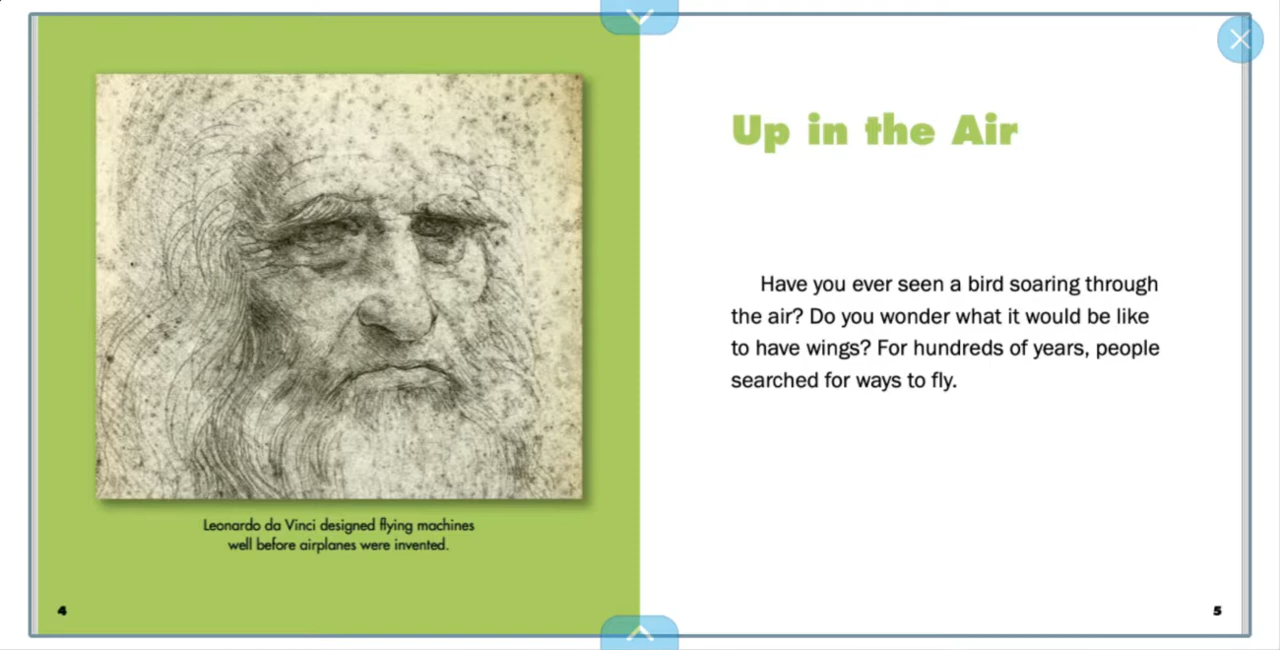 Leonardo da Vinci designed flying machines
well before airplanes were invented.
4
Up in the Air
Have you ever seen a bird soaring through
the air? Do you wonder what it would be like
to have wings? For hundreds of years, people
searched for ways to fly.
5